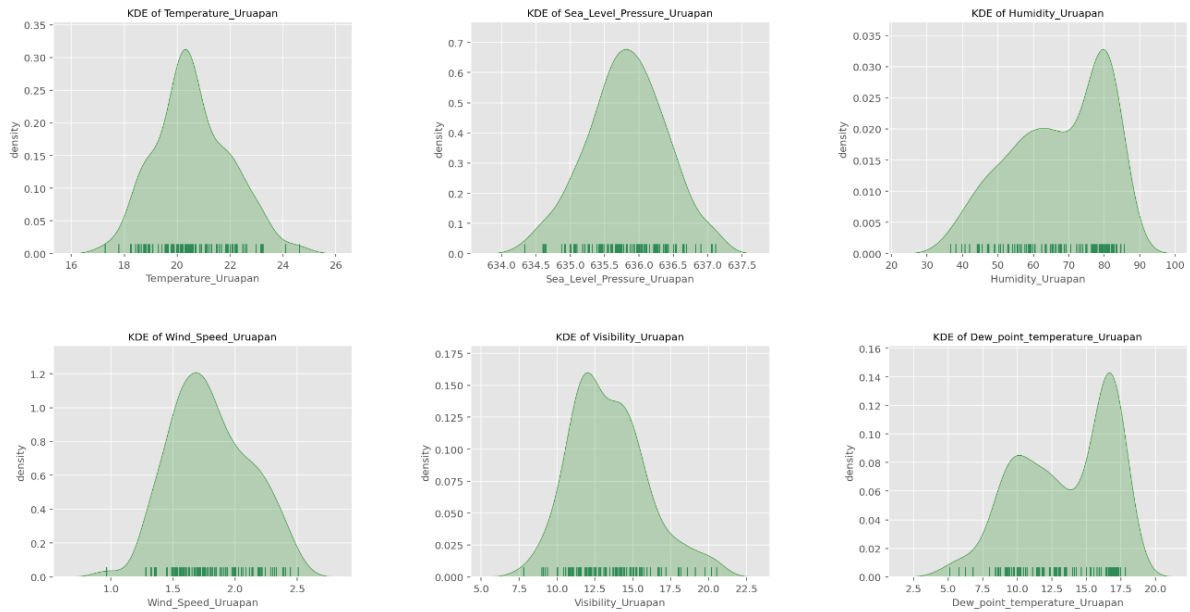 KDE of Temperature_Uruapan
0.35
0.30
0.25
0.20
0.15
0.10
0.05
0.00
density
16 18 20 22 24 26
Temperature_Uruapan
KDE of Sea_Level_Pressure_Uruapan
0.7
0.6
0.5
0.4
0.3
0.2
0.1
0.0
density
634.0 634.5 635.0 635.5 636.0 636.5 637.0 637.5
Sea_Level_Pressure_Uruapan
KDE of Humidity_Uruapan
0.035
0.030
0.025
0.020
0.015
0.010
0.005
0.000
density
20 30 40 50 60 70 80 90 100
Humidity_Uruapan
KDE of Wind_Speed_Uruapan
1.2
1.0
0.8
0.6
0.4
0.2
0.0
density
1.0 1.5 2.0 2.5
Wind_Speed_Uruapan
KDE of Visibility_Uruapan
0.175
0.150
0.125
0.100
0.075
0.050
0.025
0.000
density
5.0 7.5 10.0 12.5 15.0 17.5 20.0 22.5
Visibility_Uruapan
KDE of Dew_point_temperature_Uruapan
0.16
0.14
0.12
0.10
0.08
0.06
0.04
0.02
0.00
density
2.5 5.0 7.5 10.0 12.5 15.0 17.5 20.0
Dew_point_temperature_Uruapan